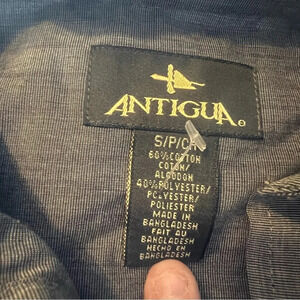 ANTIGUA®
S/P/CH
60% COTTON
COTON/
ALGODON
40% POLYESTER/
POLYESTER/
POLIESTER
MADE IN
BANGLADESH
FAIT AU
BANGLADESH
HECHO EN
BANGLADESH